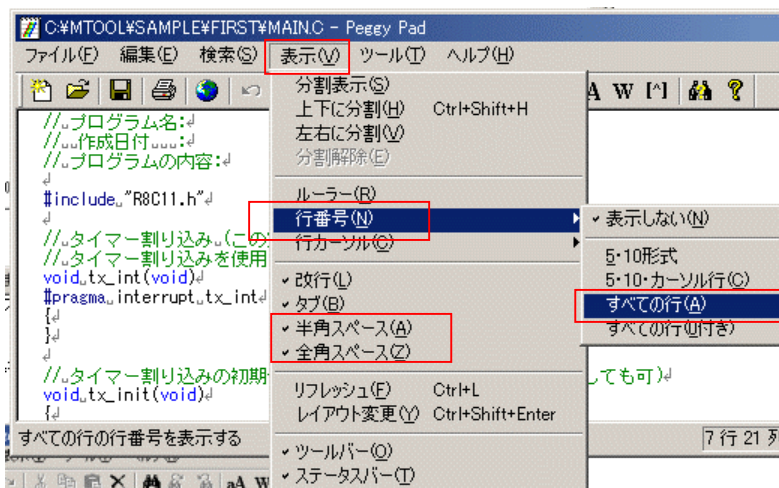 C:¥MTOOL¥SAMPLE¥FIRST¥MAIN.C - Peggy Pad
ファイル(F) 編集(E) 検索(S) 表示(V) ツール(T) ヘルプ(H)
A W [^]
//␣プログラム名:↲
//␣␣作成日付␣␣␣:↲
//␣プログラムの内容:↲
↲
#include␣"R8C11.h"↲
↲
//␣タイマー割り込み␣(この
//␣タイマー割り込みを使用
void␣tx_int(void)↲
#pragma␣interrupt␣tx_int↲
{↲
}↲
↲
//␣タイマー割り込みの初期
しても可)↲
void␣tx_init(void)↲
{↲
分割表示(S)
上下に分割(H) Ctrl+Shift+H
左右に分割(V)
分割解除(E)
ルーラー(R)
行番号(N)
行カーソル(C)
改行(L)
タブ(B)
半角スペース(A)
全角スペース(Z)
リフレッシュ(F) Ctrl+L
レイアウト変更(Y) Ctrl+Shift+Enter
ツールバー(O)
ステータスバー(T)
表示しない(N)
5・10形式
5・10・カーソル行(C)
すべての行(A)
すべての行(0付き)
すべての行の行番号を表示する
7 行 21 列
aA W